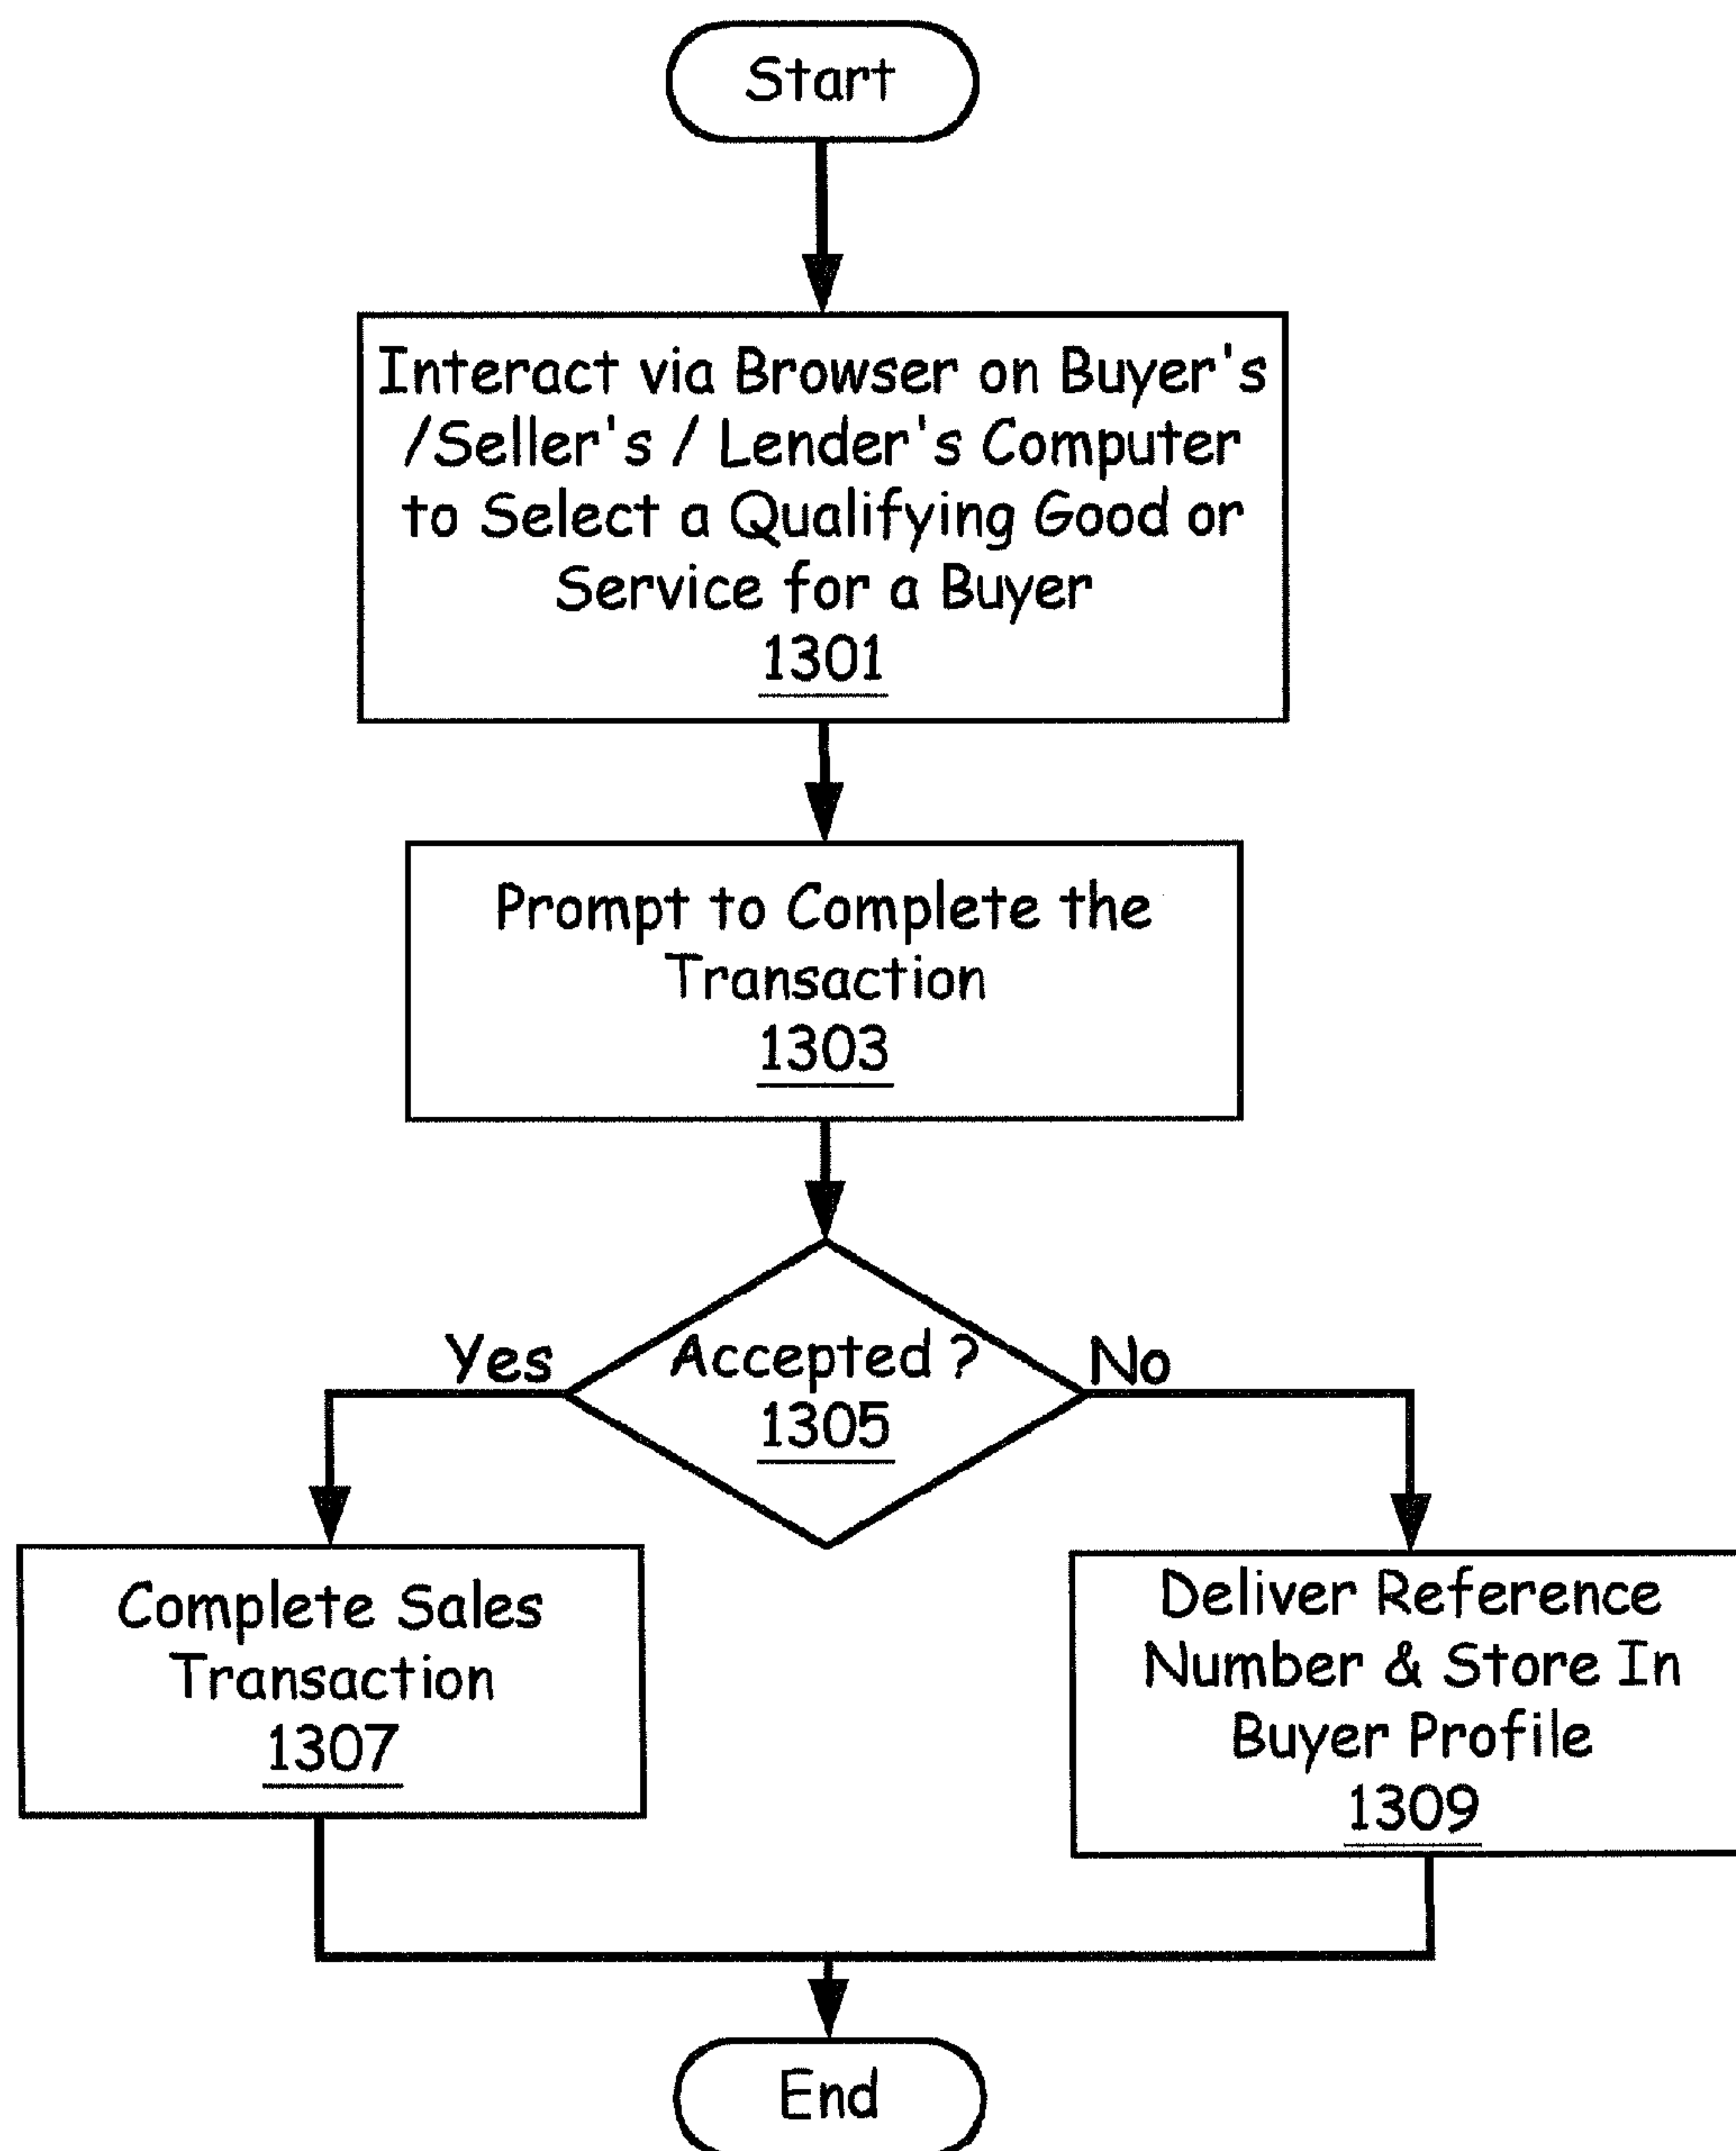 Start
Interact via Browser on Buyer's
/Seller's / Lender's Computer
to Select a Qualifying Good or
Service for a Buyer
1301
Prompt to Complete the
Transaction
1303
Accepted ?
1305
Yes
No
Complete Sales
Transaction
1307
Deliver Reference
Number & Store In
Buyer Profile
1309
End